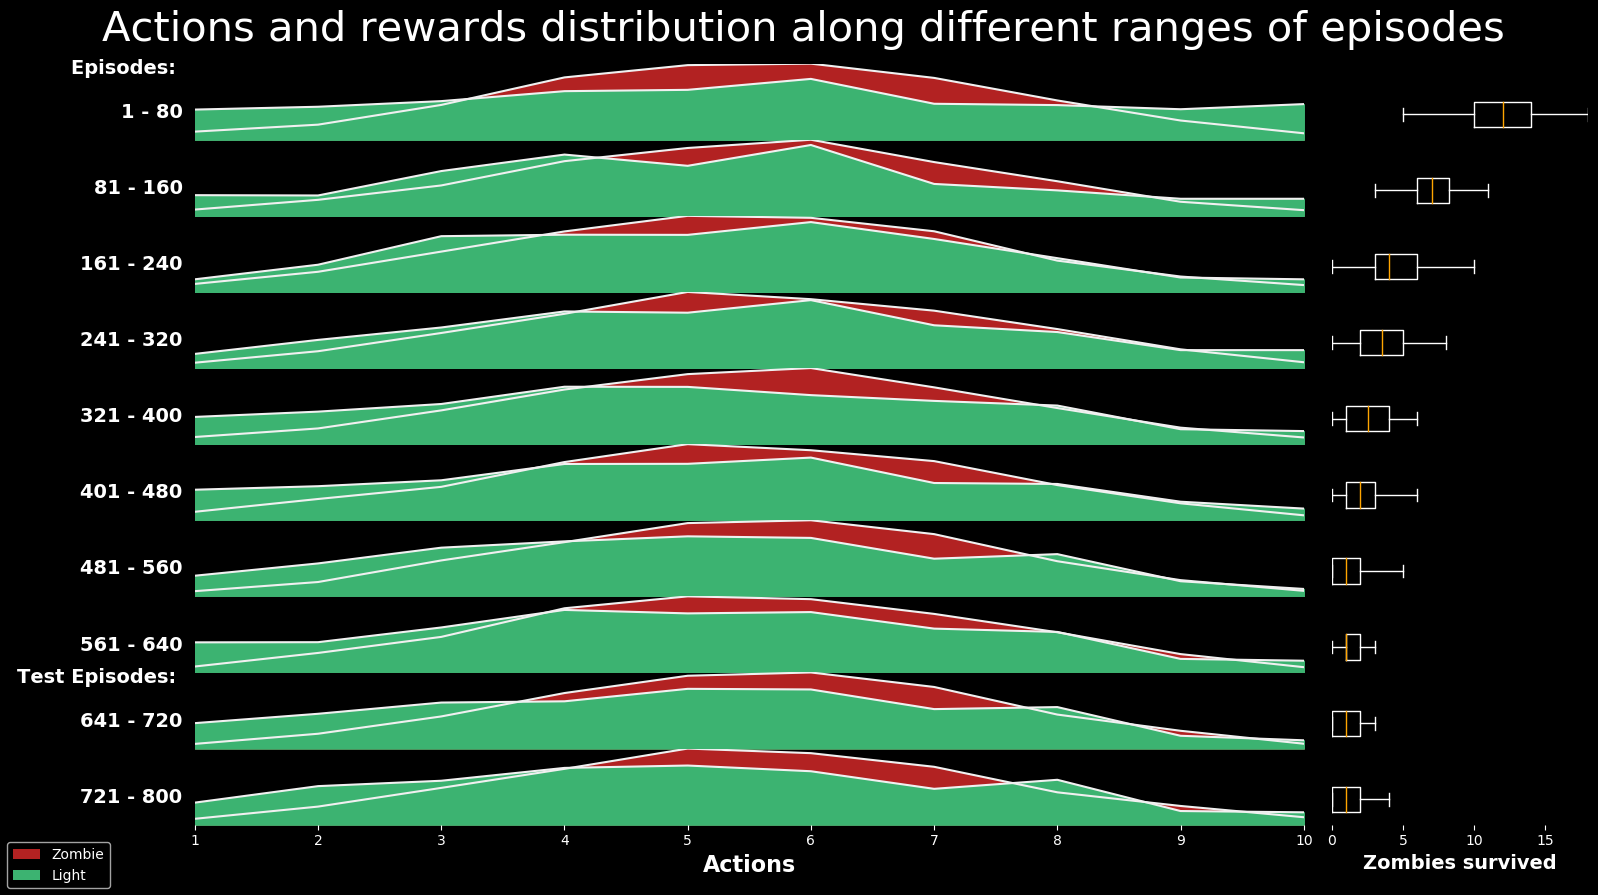 Actions and rewards distribution along different ranges of episodes
Episodes:
1 - 80
81 - 160
161 - 240
241 - 320
321 - 400
401 - 480
481 - 560
561 - 640
Test Episodes:
641 - 720
721 - 800
1 2 3 4 5 6 7 8 9 10
0 5 10 15
Actions
Zombies survived
Zombie
Light